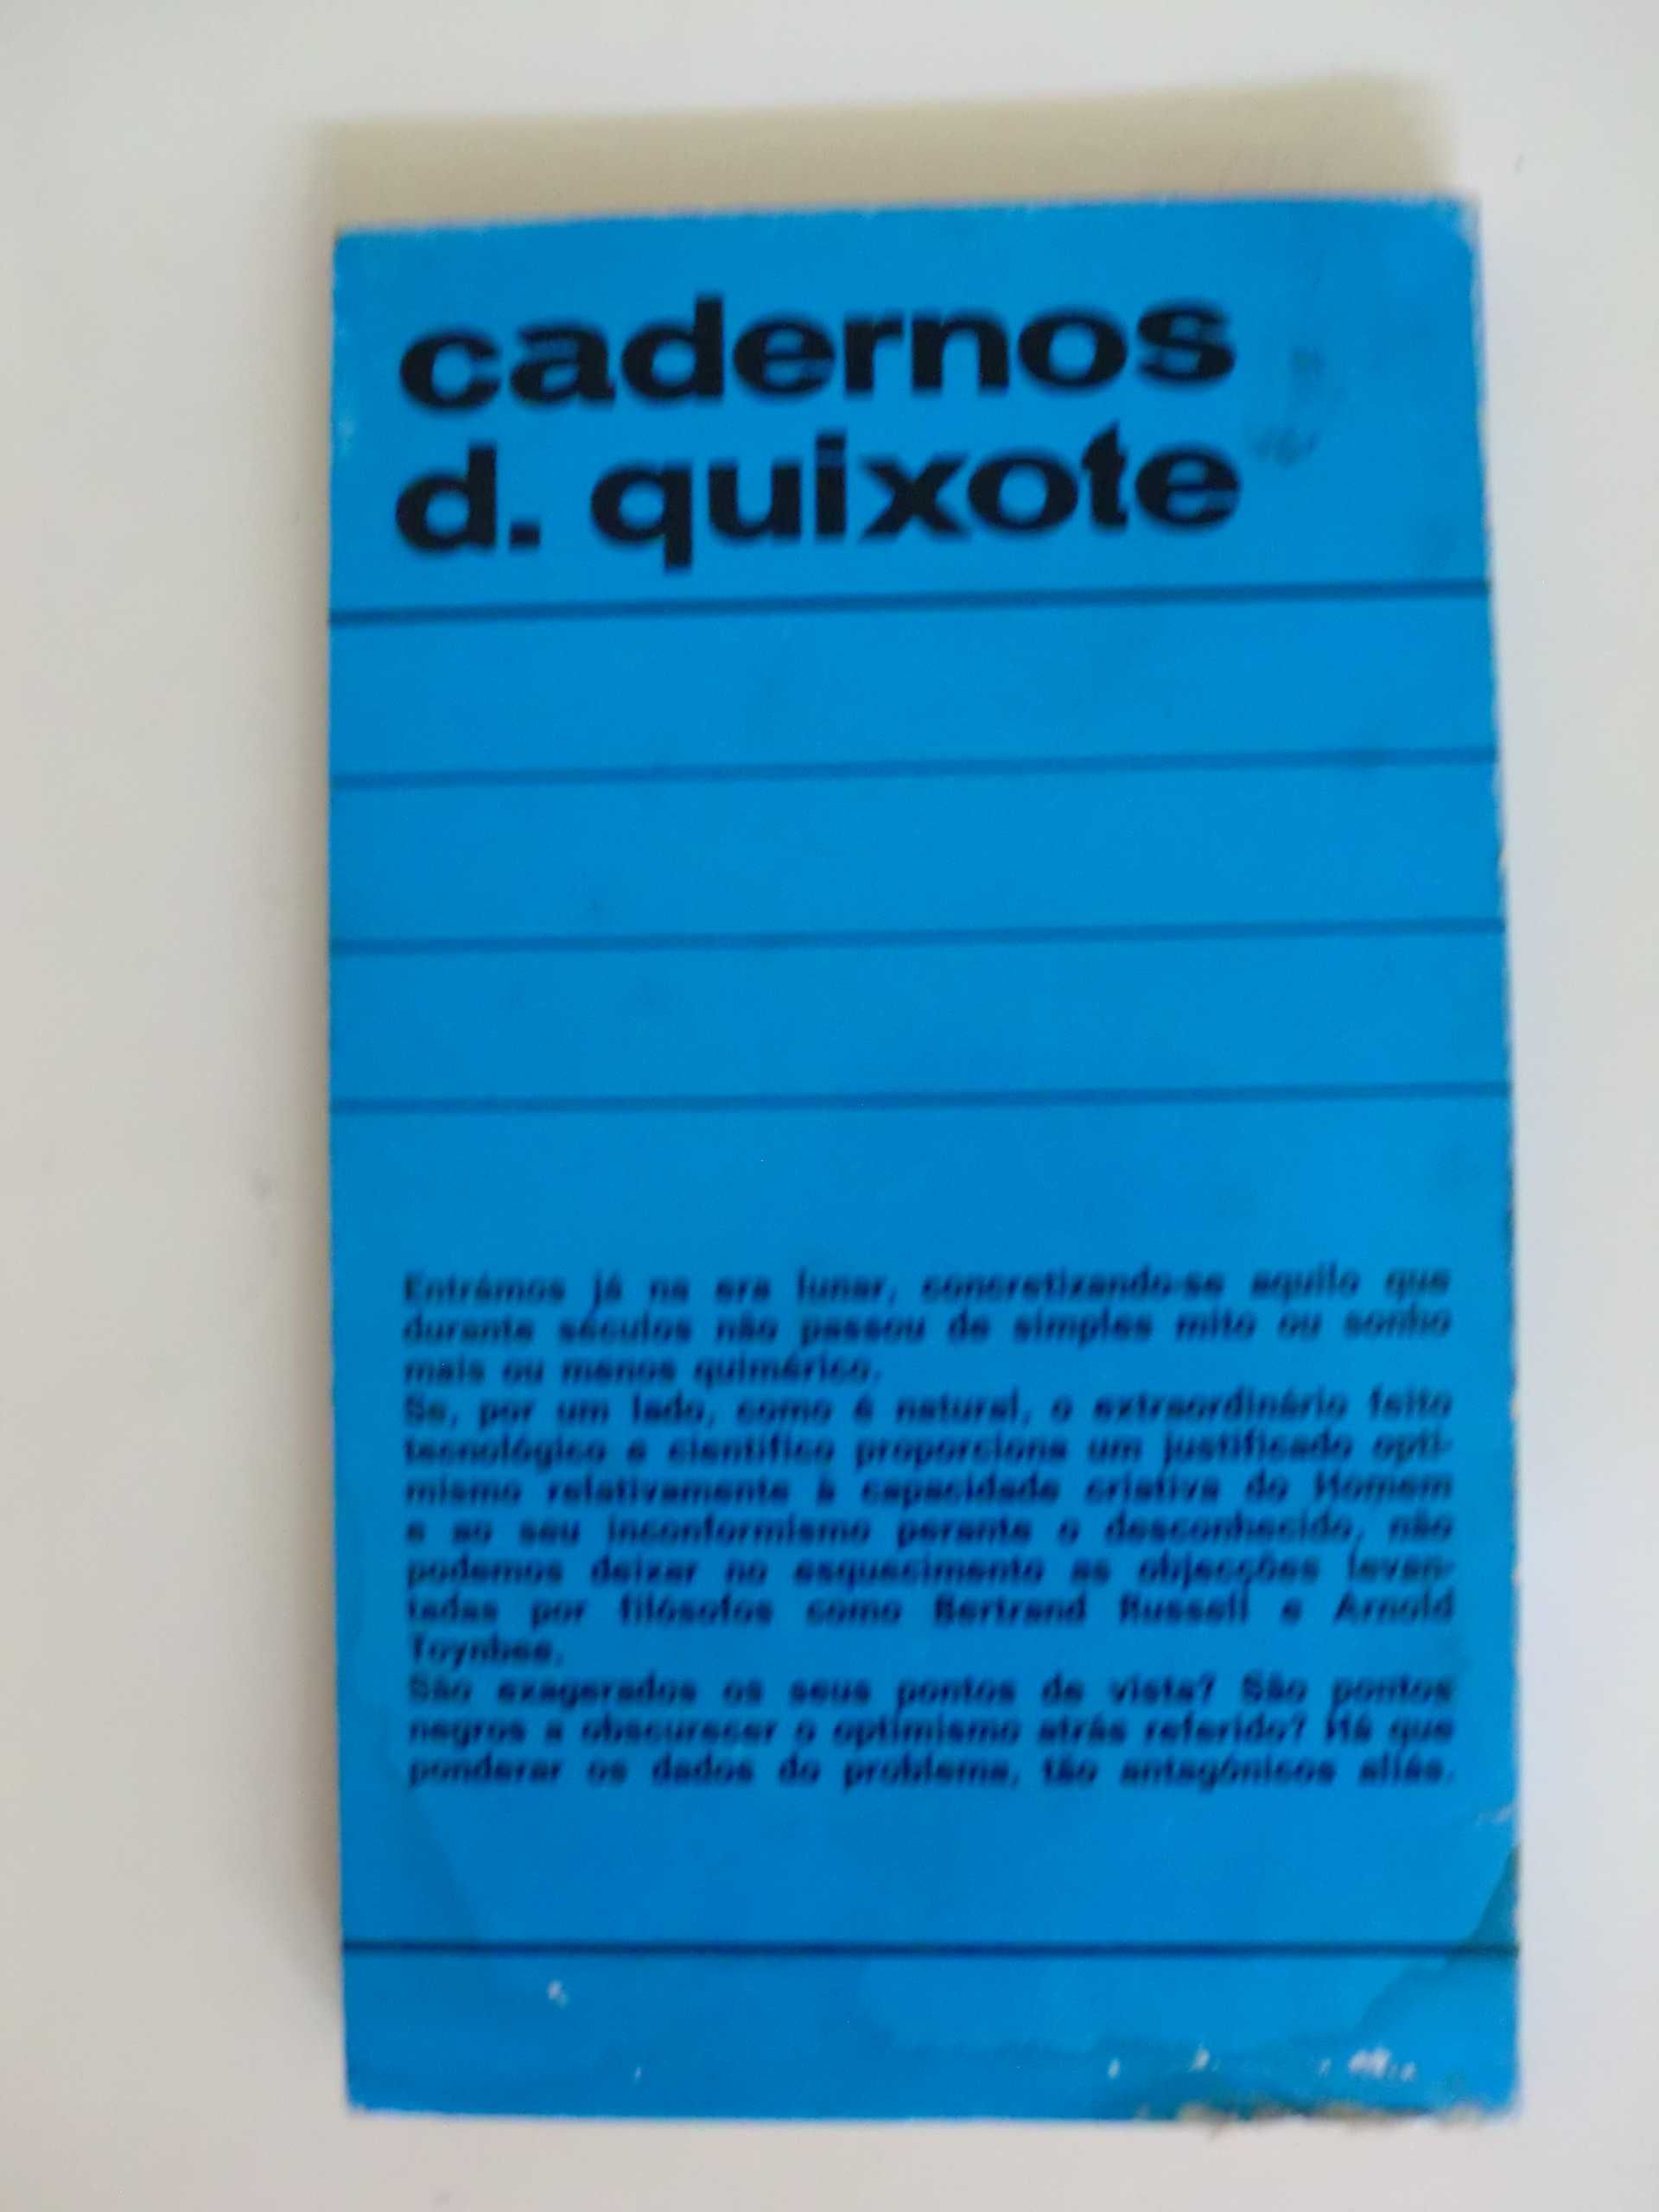 cadernos
d. quixote
Entrámos já na era lunar, concretizando-se aquilo que
durante séculos não passou de simples mito ou sonho
mais ou menos quimérico.
Se, por um lado, como é natural, o extraordinário feito
tecnológico e científico proporciona um justificado opti-
mismo relativamente à capacidade criativa do Homem
e ao seu inconformismo perante o desconhecido, não
podemos deixar no esquecimento as objecções levan-
tadas por filósofos como Bertrand Russell e Arnold
Toynbee.
São exagerados os seus pontos de vista? São pontos
negros a obscurecer o optimismo atrás referido? Há que
ponderar os dados do problema, tão antagónicos aliás.